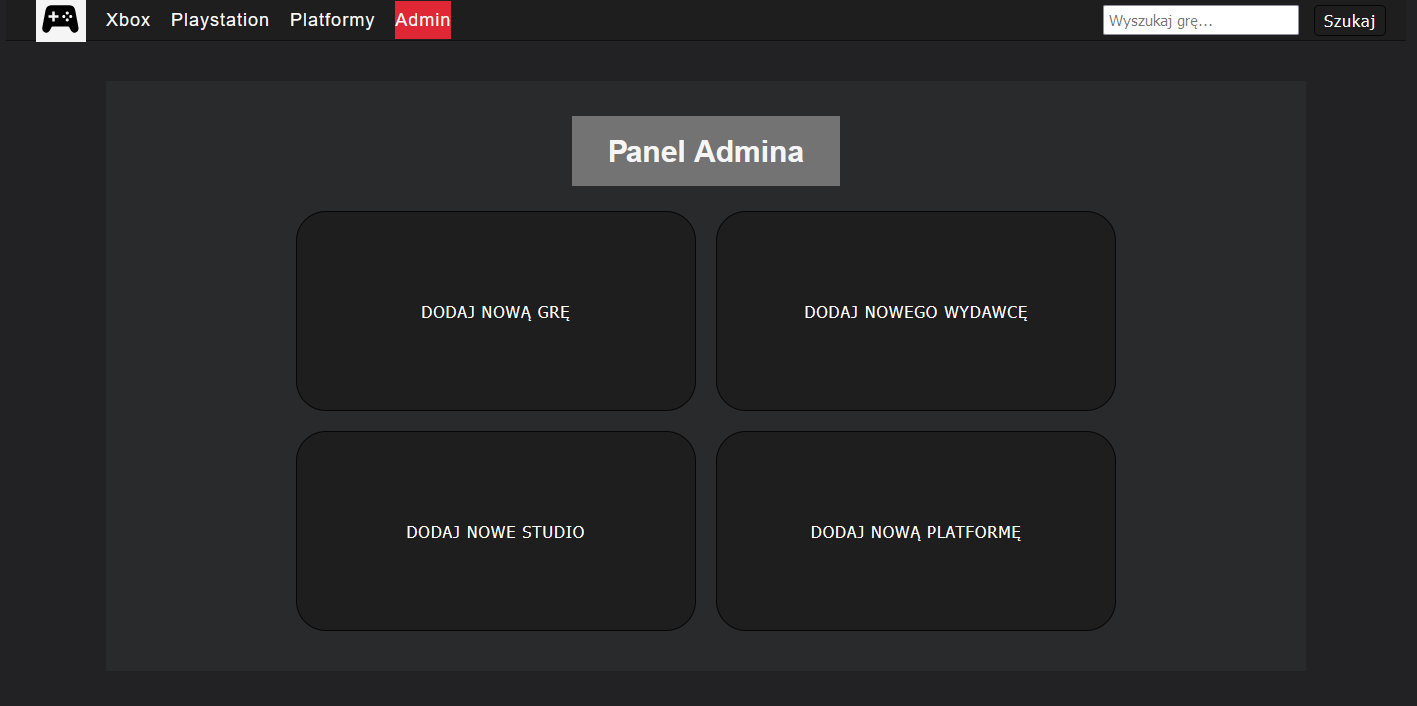 Xbox Playstation Platformy Admin Wyszukaj grę... Szukaj
Panel Admina
DODAJ NOWĄ GRĘ DODAJ NOWEGO WYDAWCĘ
DODAJ NOWE STUDIO DODAJ NOWĄ PLATFORMĘ